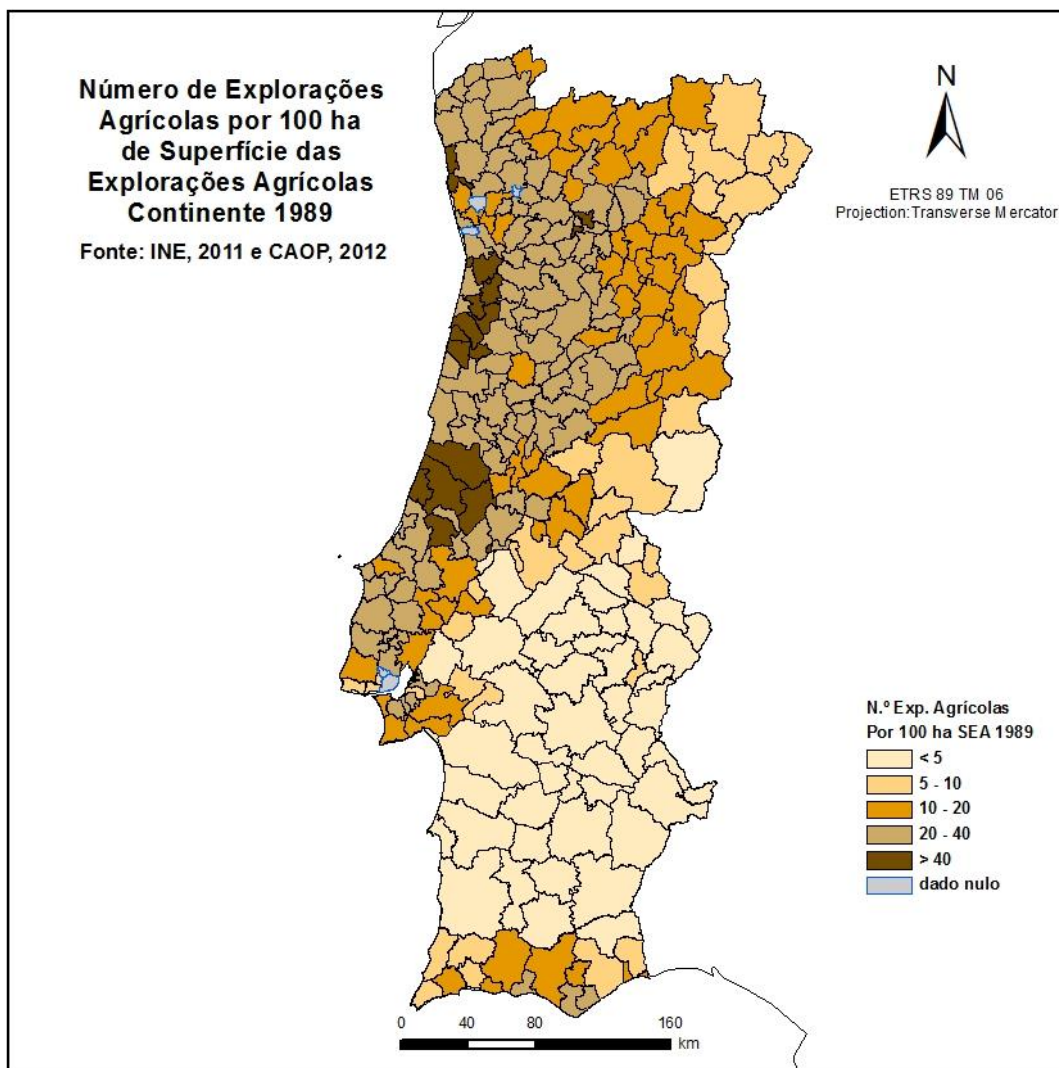 Número de Explorações
Agrícolas por 100 ha
de Superfície das
Explorações Agrícolas
Continente 1989
Fonte: INE, 2011 e CAOP, 2012
N
ETRS 89 TM 06
Projection: Transverse Mercator
N.º Exp. Agrícolas
Por 100 ha SEA 1989
< 5
5 - 10
10 - 20
20 - 40
> 40
dado nulo
0 40 80 160
km